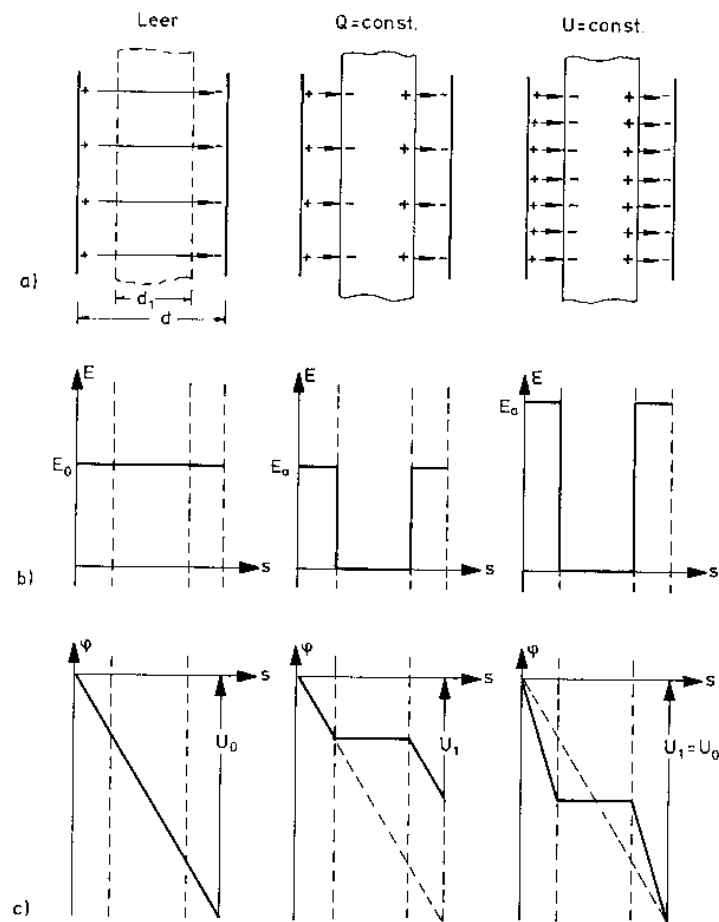 Leer
Q=const.
U=const.
+ − + − + − + − + −
+ −
+ − + − + − + − + −
+ −
+ − + − + − + − + −
+ −
+ − + − + − + − + −
d₁
d
a)
E
E
E
E₀
Eₐ
Eₐ
s
s
s
b)
φ
φ
φ
s
s
s
U₀
U₁
U₁=U₀
c)